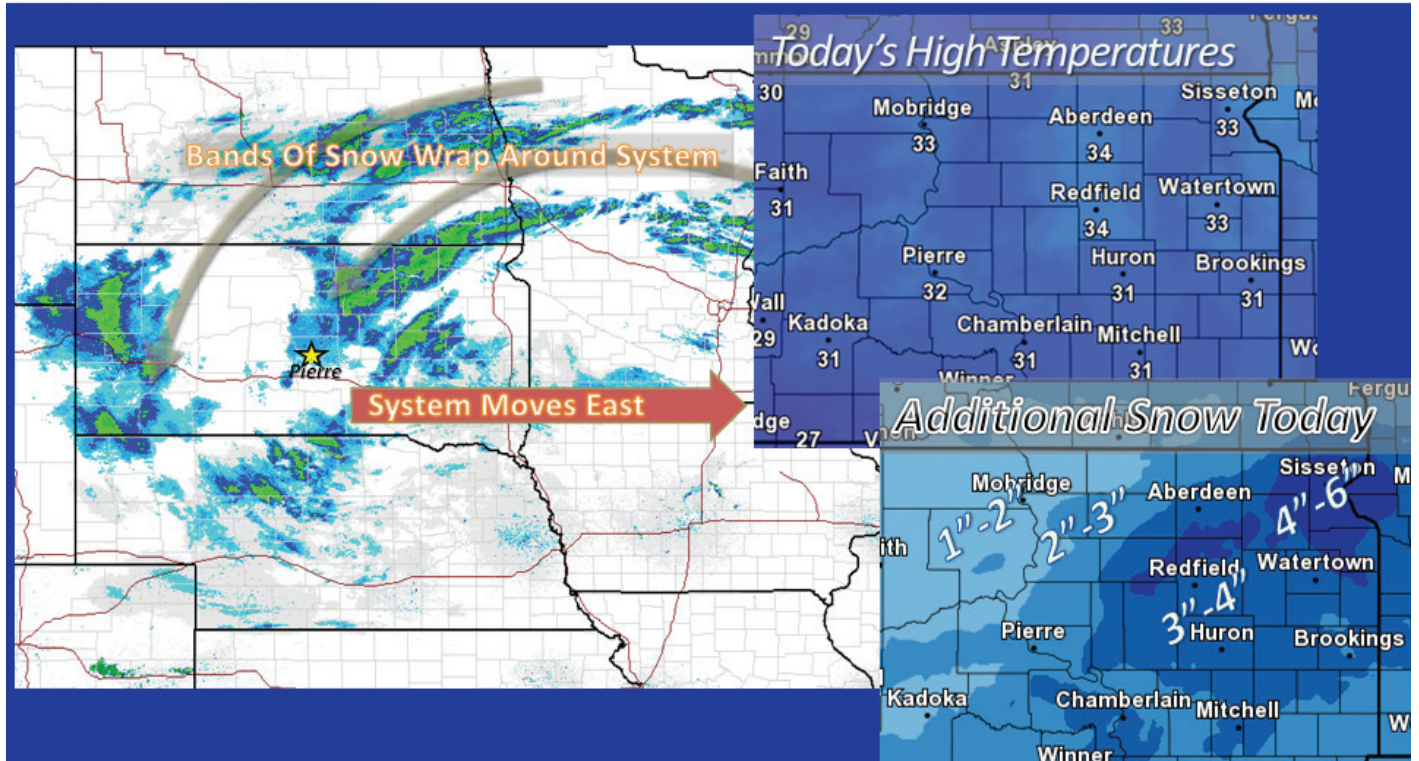 Bands Of Snow Wrap Around System
Pierre
System Moves East
29
33
Today's High Temperatures
Ashley
31
30
Mobridge
33
Aberdeen
34
Sisseton
33
Faith
31
Redfield
34
Watertown
33
Pierre
32
Huron
31
Brookings
31
Wall
29
Kadoka
31
Chamberlain
31
Mitchell
31
Winner
27
Additional Snow Today
Mobridge
Aberdeen
Sisseton
1"-2"
2"-3"
4"-6"
Redfield
Watertown
3"-4"
Pierre
Huron
Brookings
Kadoka
Chamberlain
Mitchell
Winner